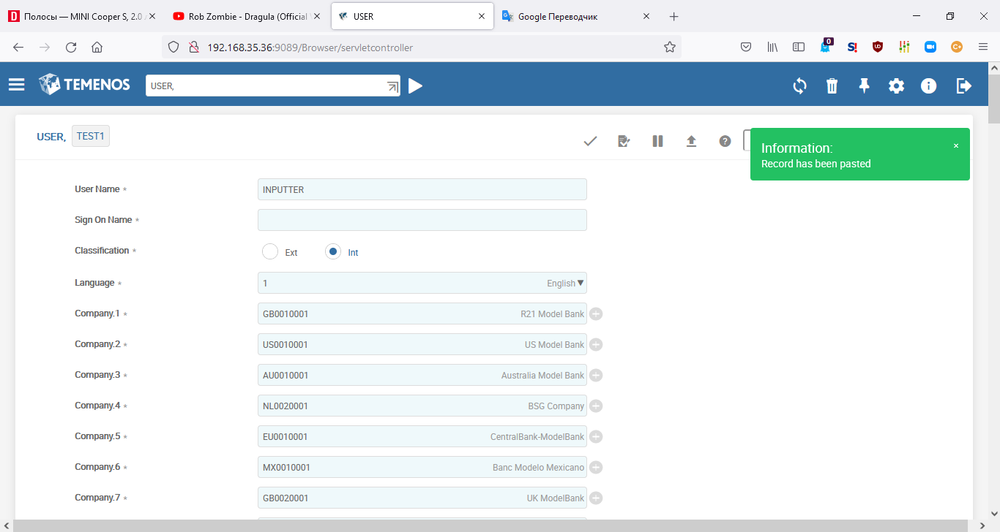 Полосы — MINI Cooper S, 2.0 л
Rob Zombie - Dragula (Official
USER
Google Переводчик
192.168.35.36:9089/Browser/servletcontroller
0
S!
UD
C+
TEMENOS
USER,
USER,
TEST1
Information:
Record has been pasted
User Name *
INPUTTER
Sign On Name *
Classification *
Ext
Int
Language *
1
English
Company.1 *
GB0010001
R21 Model Bank
Company.2 *
US0010001
US Model Bank
Company.3 *
AU0010001
Australia Model Bank
Company.4 *
NL0020001
BSG Company
Company.5 *
EU0010001
CentralBank-ModelBank
Company.6 *
MX0010001
Banc Modelo Mexicano
Company.7 *
GB0020001
UK ModelBank